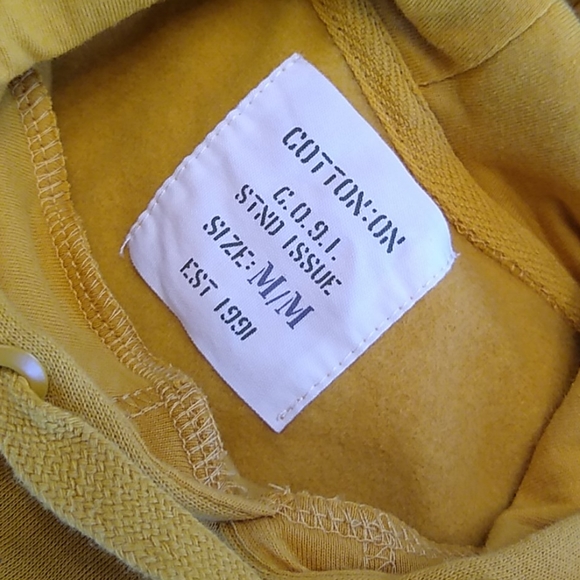 COTTON:ON
C.O.9.1.
STND ISSUE
SIZE: M/M
EST 1991